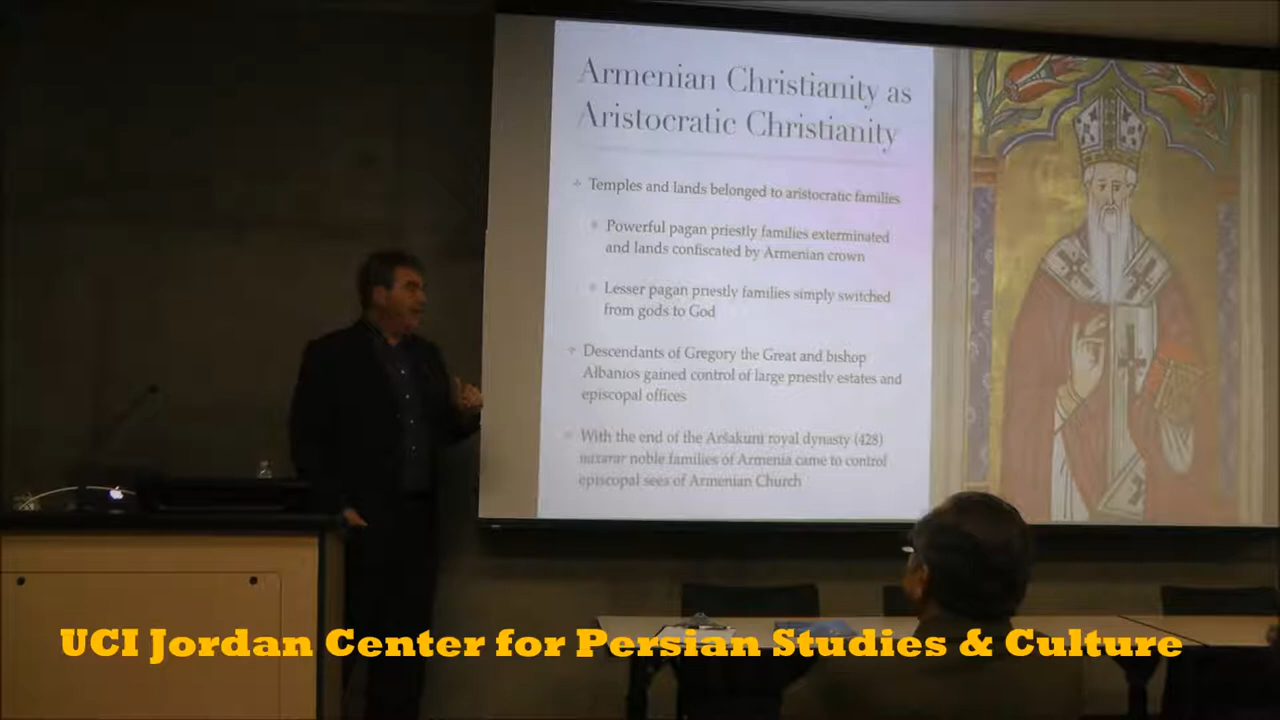 Armenian Christianity as
Aristocratic Christianity
Temples and lands belonged to aristocratic families
Powerful pagan priestly families exterminated
and lands confiscated by Armenian crown
Lesser pagan priestly families simply switched
from gods to God
Descendants of Gregory the Great and bishop
Albanios gained control of large priestly estates and
episcopal offices
With the end of the Aršakuni royal dynasty (428)
naxarar noble families of Armenia came to control
episcopal sees of Armenian Church
UCI Jordan Center for Persian Studies & Culture